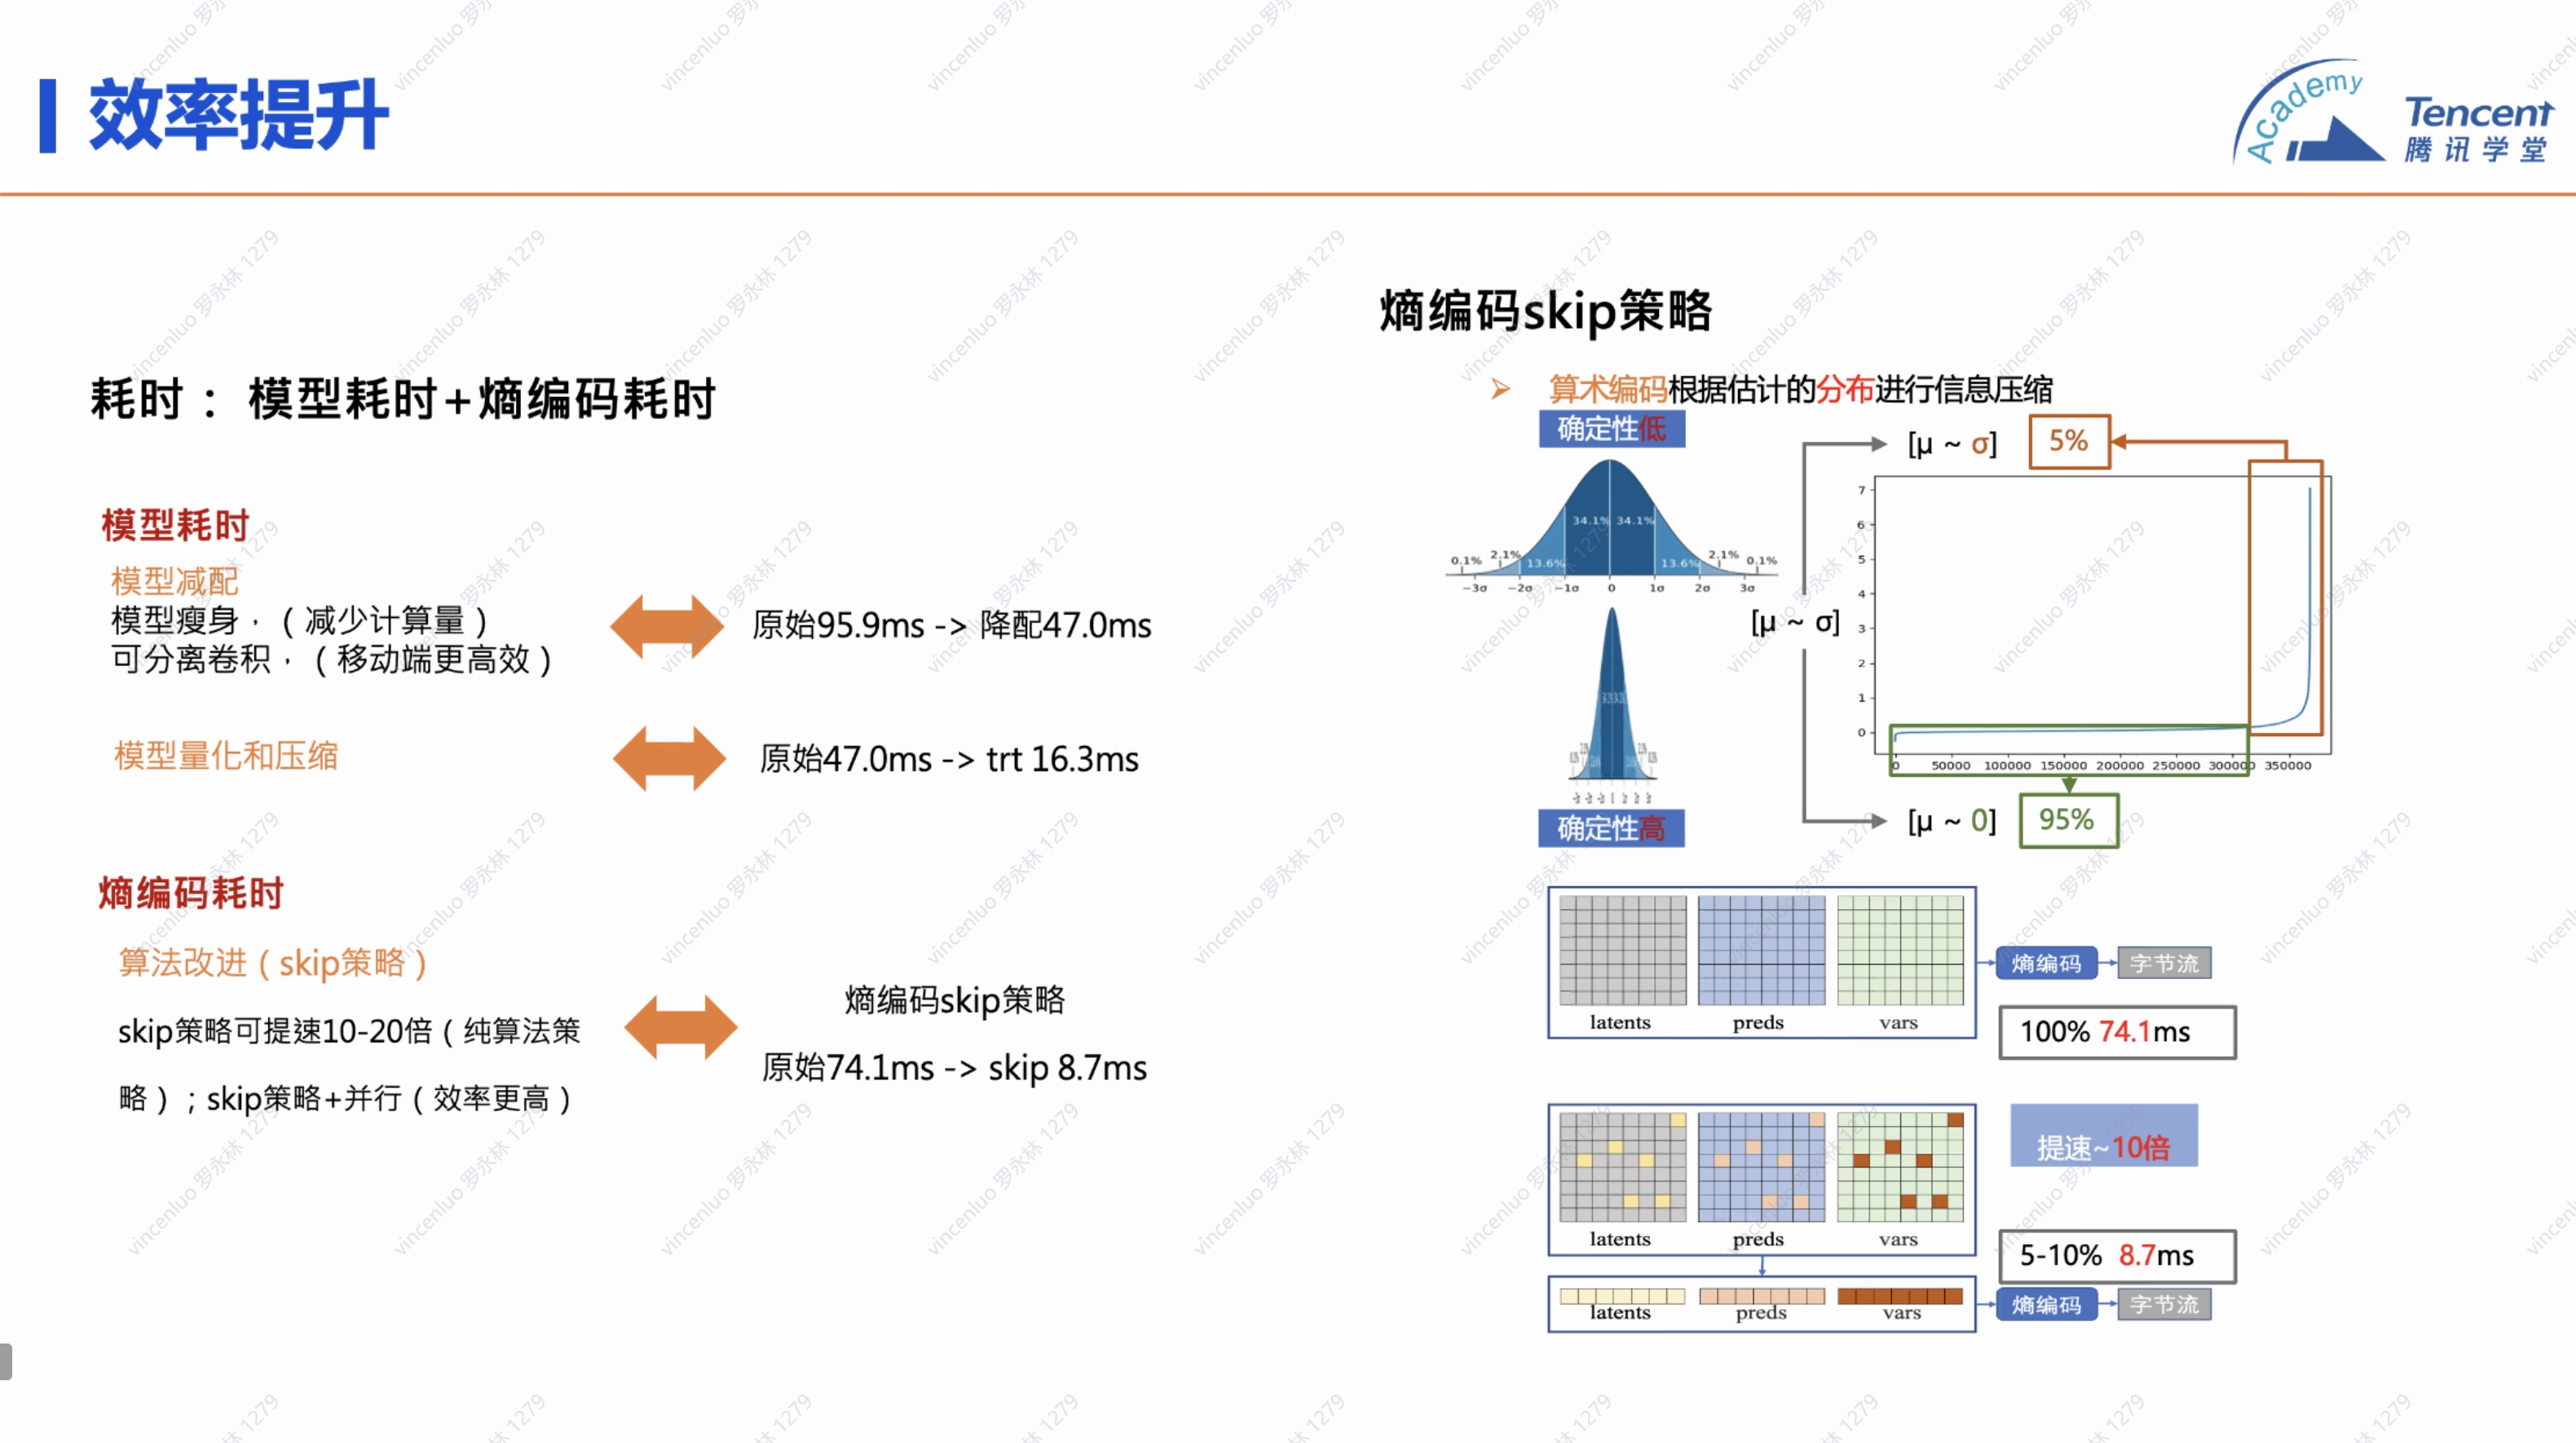 效率提升
Academy
Tencent
腾讯学堂
耗时： 模型耗时+熵编码耗时
模型耗时
模型减配
模型瘦身，（减少计算量）
可分离卷积，（移动端更高效）
原始95.9ms -> 降配47.0ms
模型量化和压缩
原始47.0ms -> trt 16.3ms
熵编码耗时
算法改进（skip策略）
skip策略可提速10-20倍（纯算法策
略）；skip策略+并行（效率更高）
熵编码skip策略
原始74.1ms -> skip 8.7ms
熵编码skip策略
算术编码根据估计的分布进行信息压缩
确定性低
34.1% 34.1%
0.1% 2.1% 13.6% 13.6% 2.1% 0.1%
−3σ −2σ −1σ 0 1σ 2σ 3σ
确定性高
[μ ~ σ]
[μ ~ σ] 5%
7
6
5
4
3
2
1
0
0 50000 100000 150000 200000 250000 300000 350000
[μ ~ 0] 95%
latents preds vars
熵编码 字节流
100% 74.1ms
latents preds vars
提速~10倍
5-10% 8.7ms
latents preds vars
熵编码 字节流
vincenluo 罗永林 1279